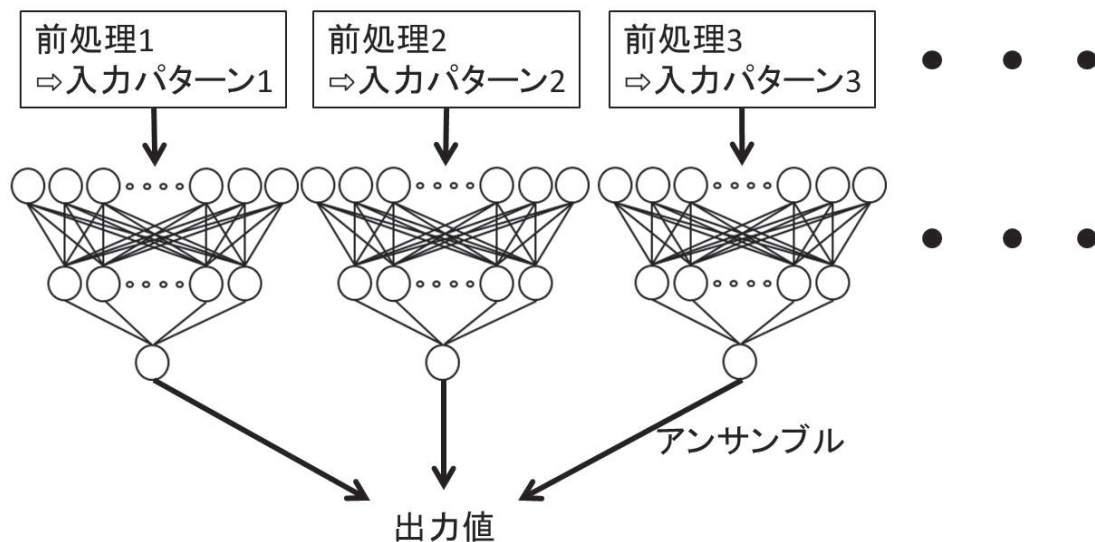 前処理1
⇨入力パターン1
前処理2
⇨入力パターン2
前処理3
⇨入力パターン3
アンサンブル
出力値